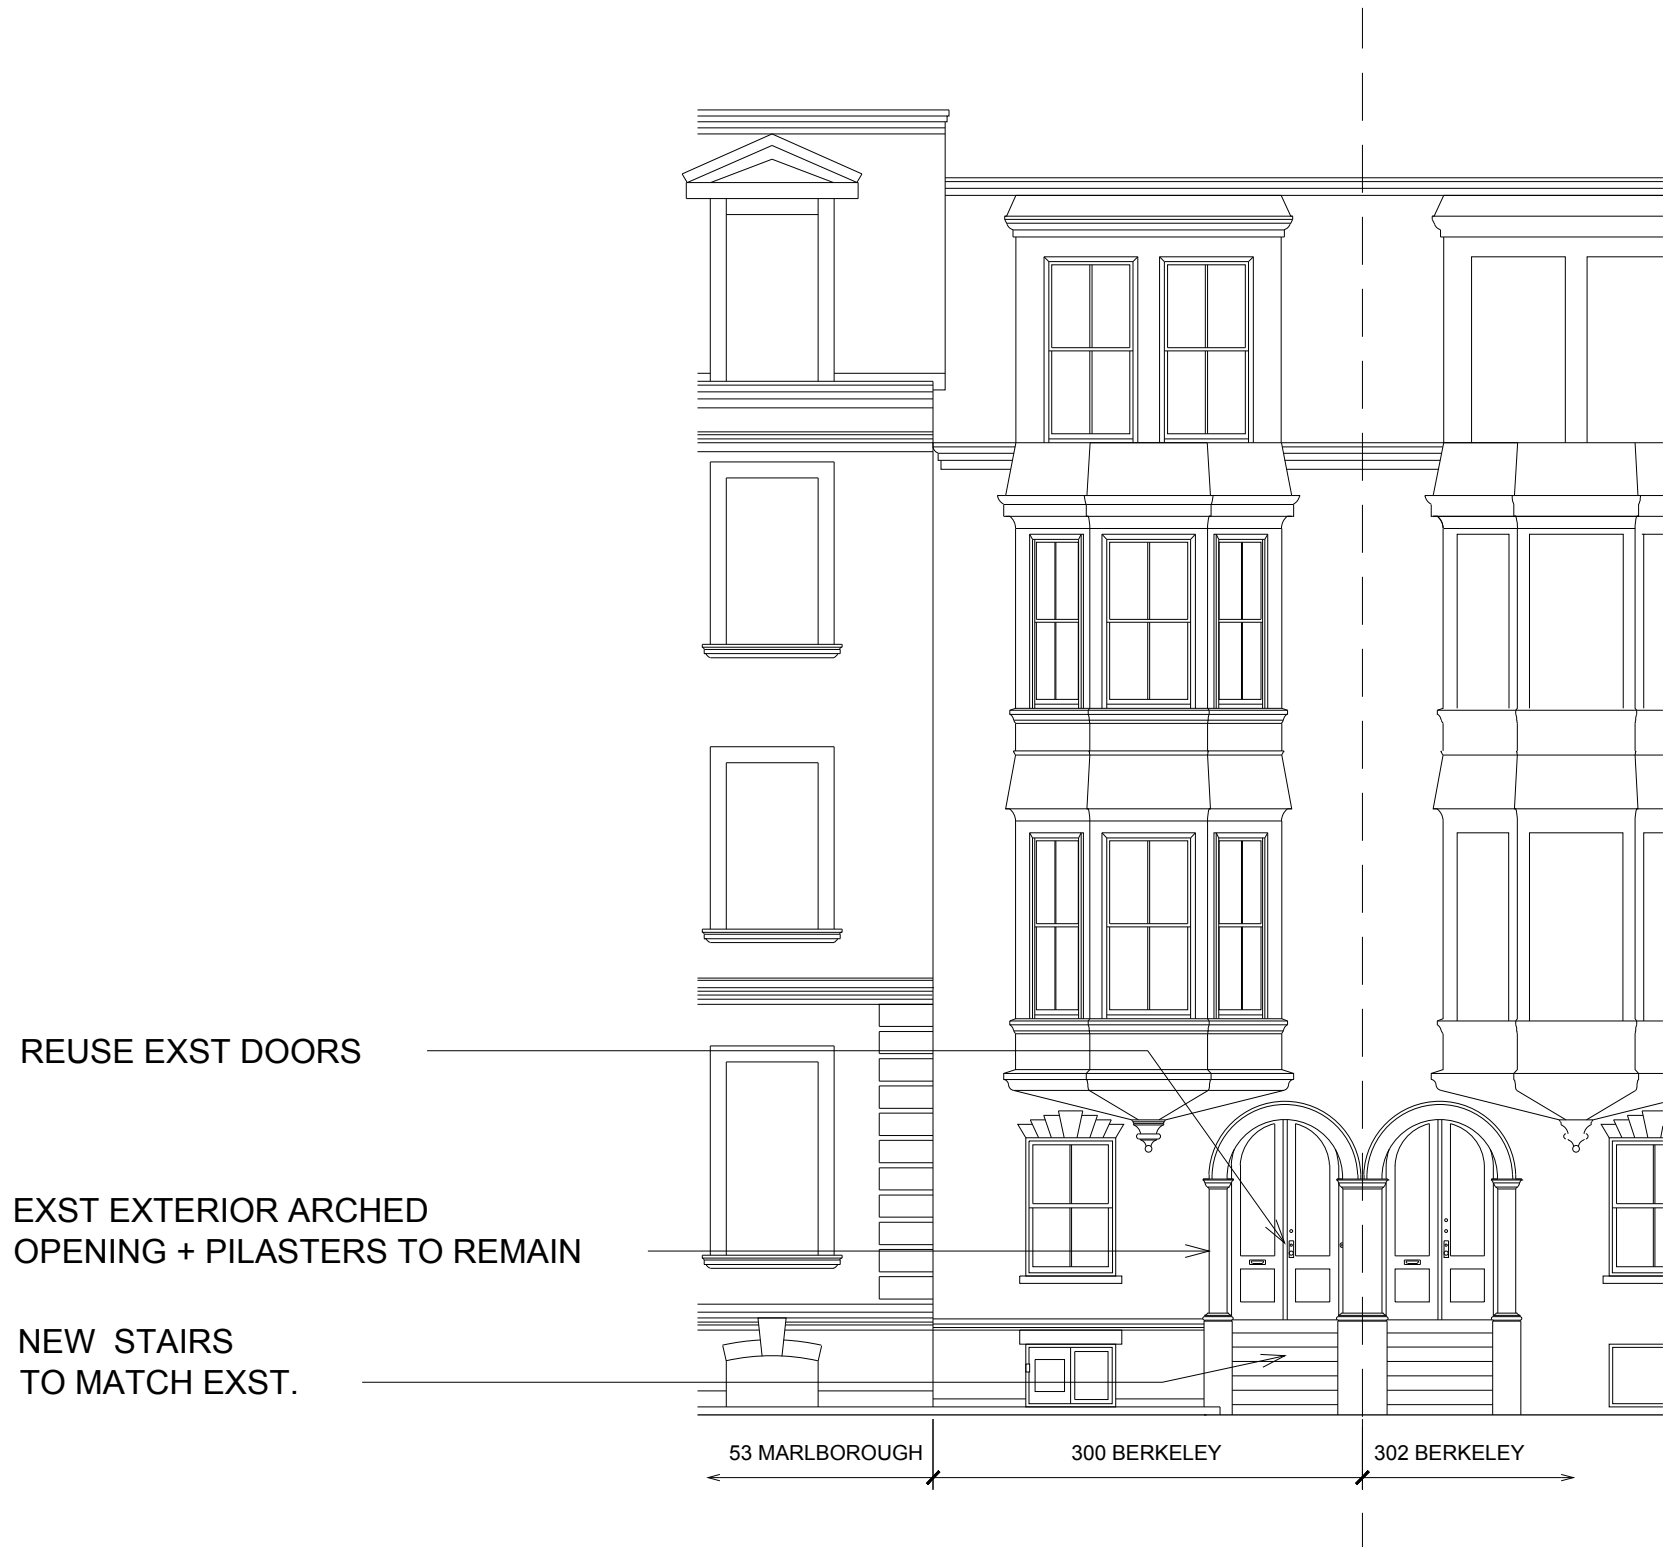 REUSE EXST DOORS
EXST EXTERIOR ARCHED
OPENING + PILASTERS TO REMAIN
NEW  STAIRS
TO MATCH EXST.
53 MARLBOROUGH
300 BERKELEY
302 BERKELEY